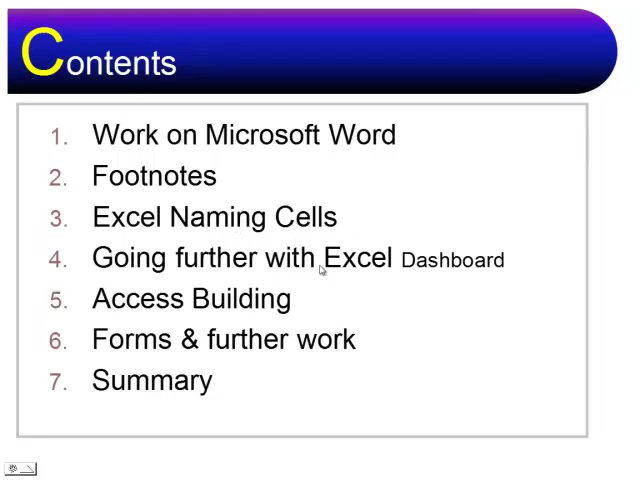 Contents
1. Work on Microsoft Word
2. Footnotes
3. Excel Naming Cells
4. Going further with Excel Dashboard
5. Access Building
6. Forms & further work
7. Summary